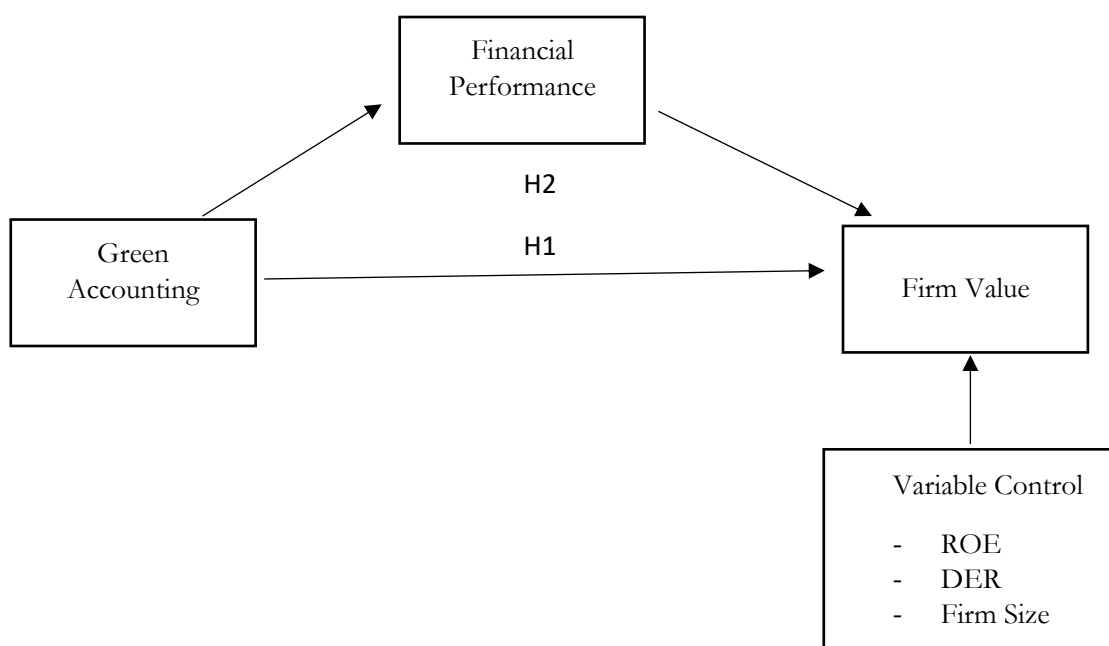 Financial
Performance
H2
H1
Green
Accounting
Firm Value
Variable Control
- ROE
- DER
- Firm Size